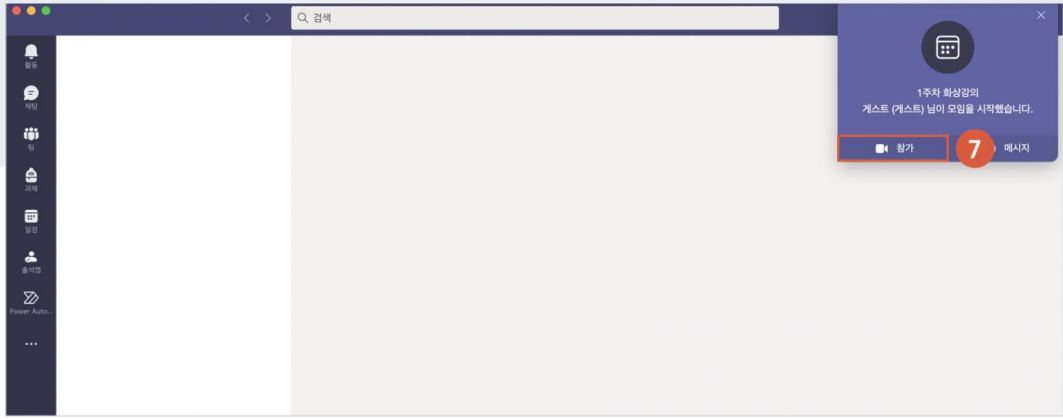 검색
활동
채팅
팀
과제
일정
출석앱
Power Auto...
1주차 화상강의
게스트 (게스트) 님이 모임을 시작했습니다.
참가
7
메시지